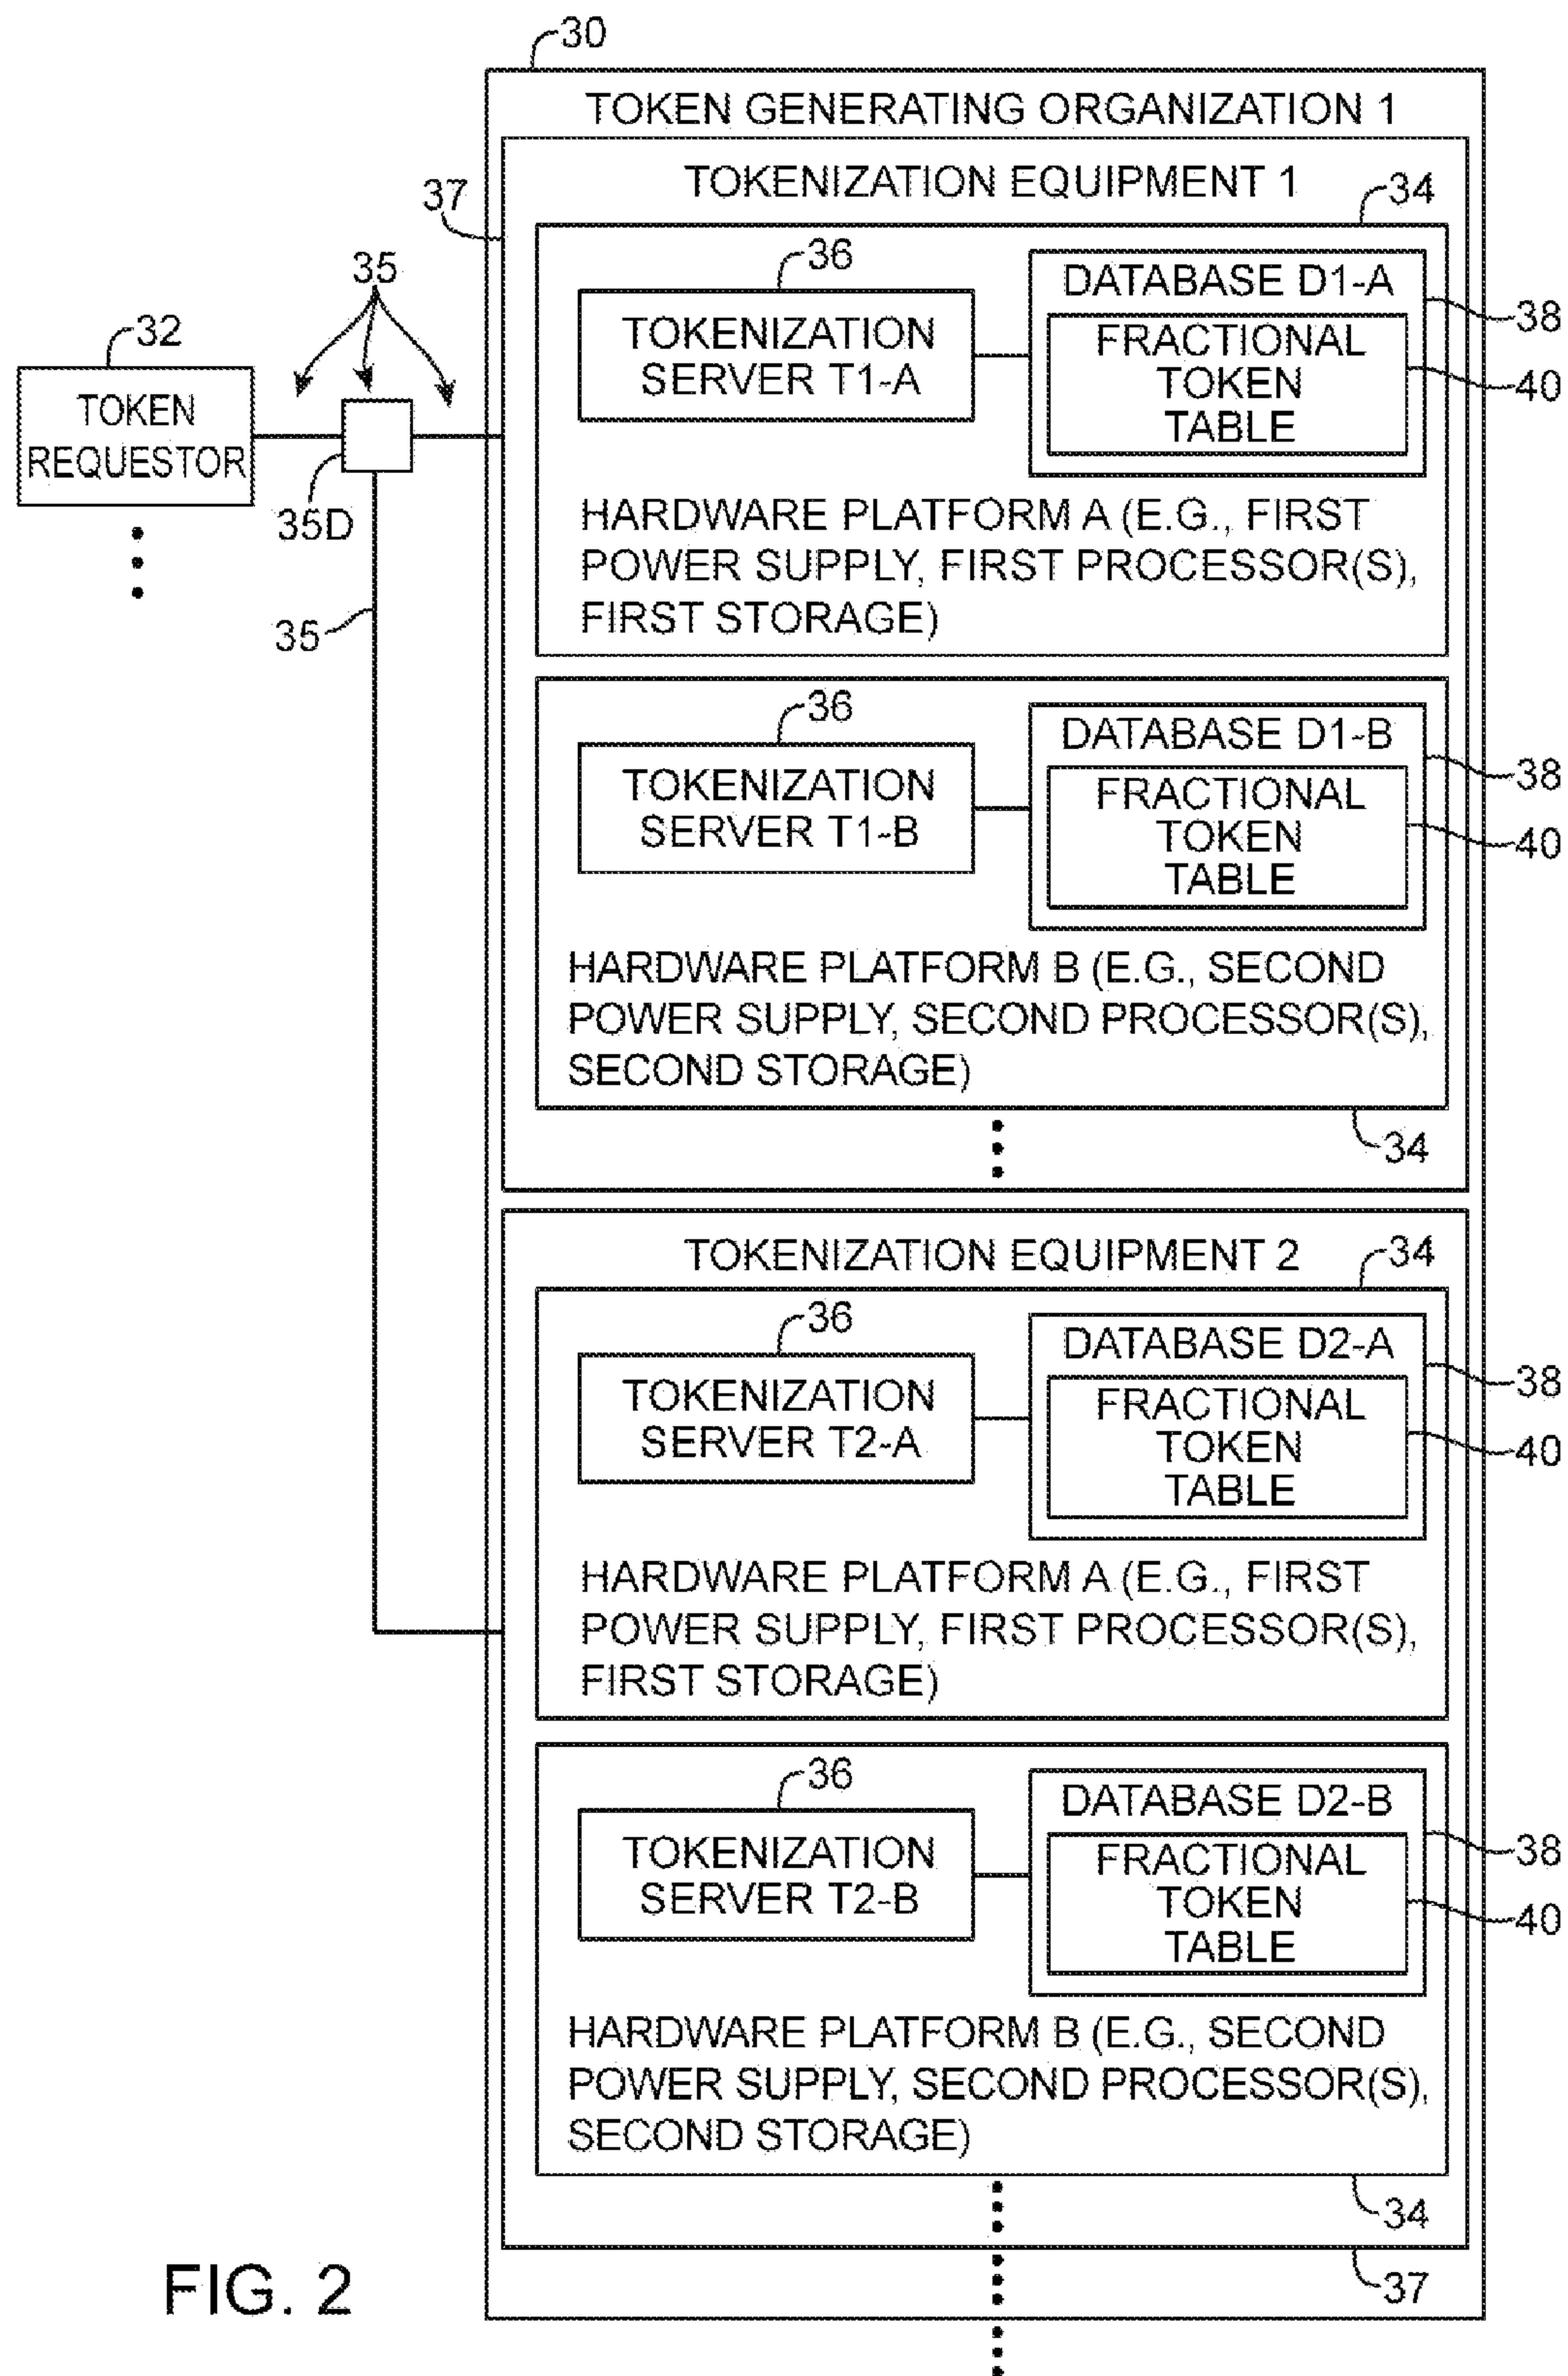 30
TOKEN GENERATING ORGANIZATION 1
37
TOKENIZATION EQUIPMENT 1
34
36
TOKENIZATION
SERVER T1-A
DATABASE D1-A
38
FRACTIONAL
TOKEN
TABLE
40
35
32
TOKEN
REQUESTOR
35D
35
HARDWARE PLATFORM A (E.G., FIRST
POWER SUPPLY, FIRST PROCESSOR(S),
FIRST STORAGE)
36
TOKENIZATION
SERVER T1-B
DATABASE D1-B
38
FRACTIONAL
TOKEN
TABLE
40
HARDWARE PLATFORM B (E.G., SECOND
POWER SUPPLY, SECOND PROCESSOR(S),
SECOND STORAGE)
34
TOKENIZATION EQUIPMENT 2
34
36
TOKENIZATION
SERVER T2-A
DATABASE D2-A
38
FRACTIONAL
TOKEN
TABLE
40
HARDWARE PLATFORM A (E.G., FIRST
POWER SUPPLY, FIRST PROCESSOR(S),
FIRST STORAGE)
36
TOKENIZATION
SERVER T2-B
DATABASE D2-B
38
FRACTIONAL
TOKEN
TABLE
40
HARDWARE PLATFORM B (E.G., SECOND
POWER SUPPLY, SECOND PROCESSOR(S),
SECOND STORAGE)
34
37
FIG. 2